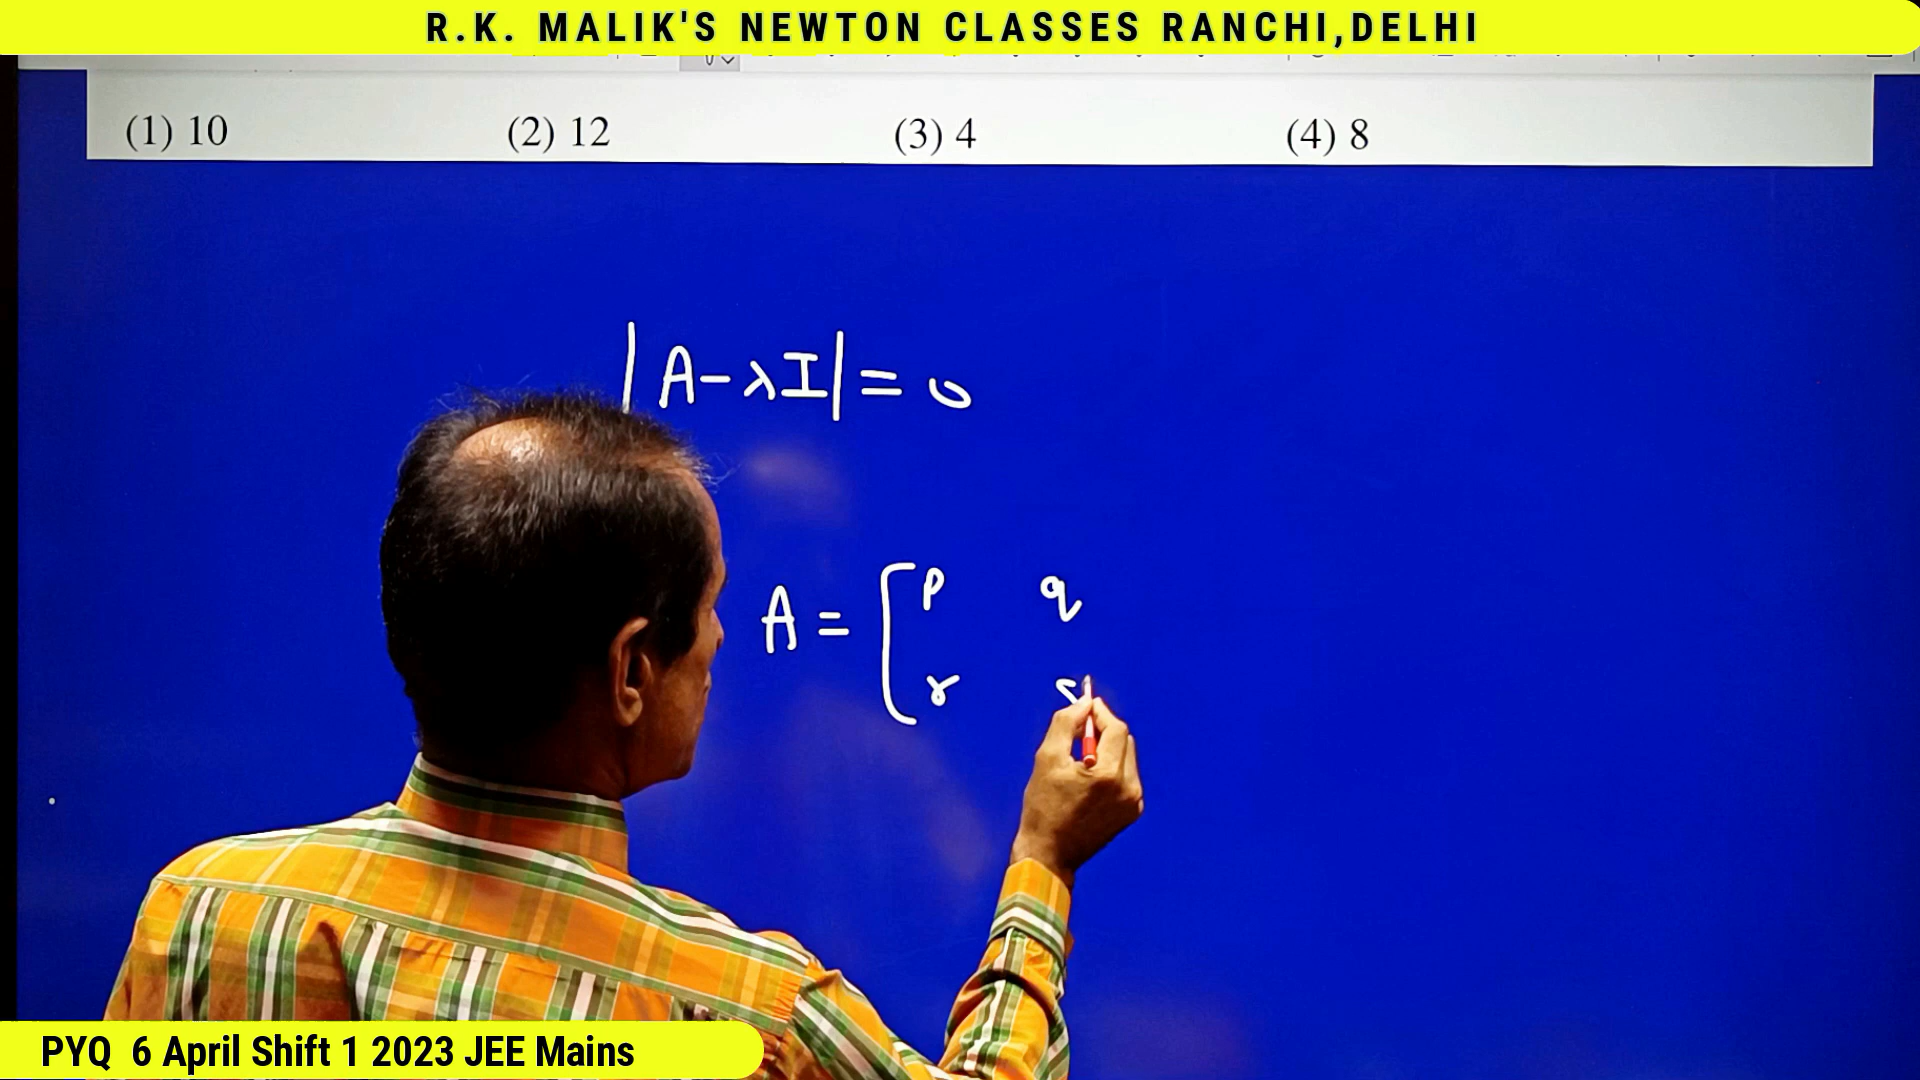 R.K. MALIK'S NEWTON CLASSES RANCHI,DELHI
(1) 10 (2) 12 (3) 4 (4) 8
|A-λI| = 0
A = [p q
r s
PYQ 6 April Shift 1 2023 JEE Mains